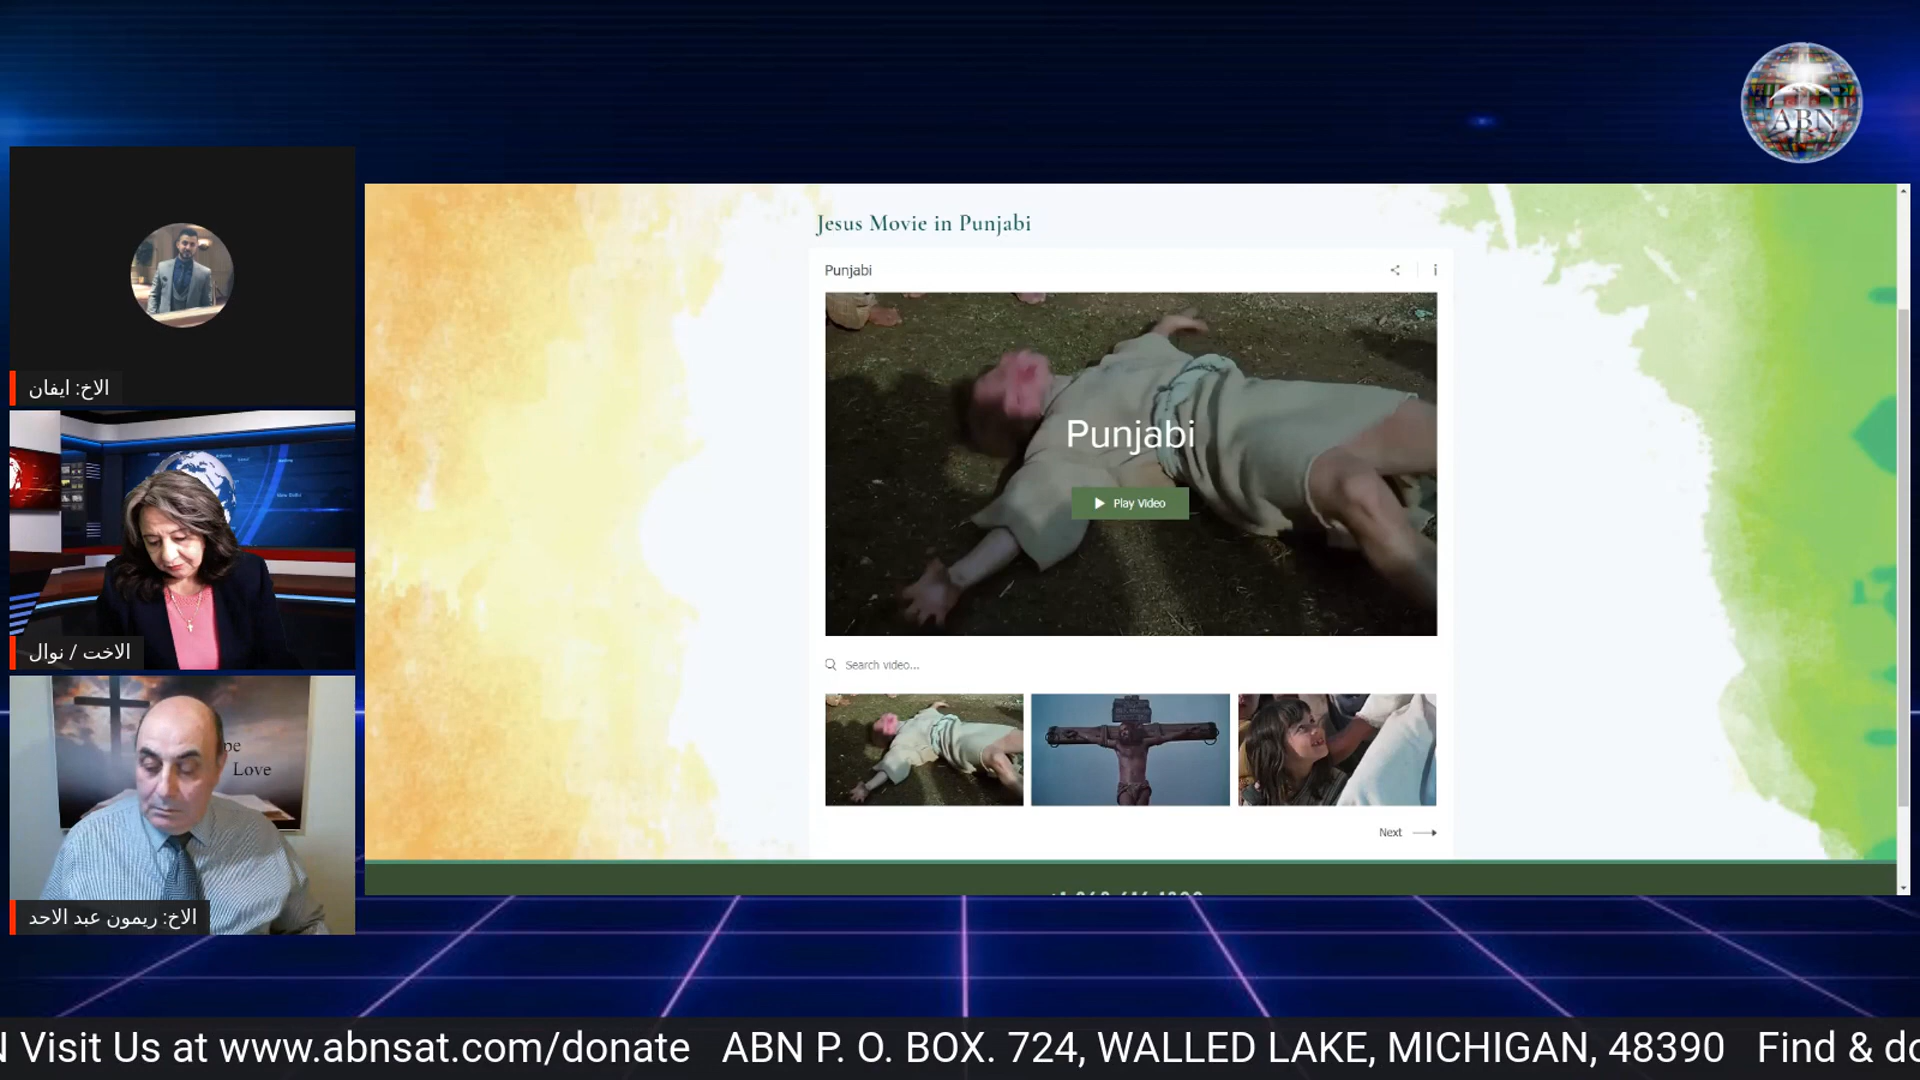 ABN
Jesus Movie in Punjabi
Punjabi
Punjabi
Play Video
Search video...
Next
الاخ: ايفان
الاخت / نوال
Love
الاخ: ريمون عبد الاحد
Visit Us at www.abnsat.com/donate ABN P. O. BOX. 724, WALLED LAKE, MICHIGAN, 48390 Find &